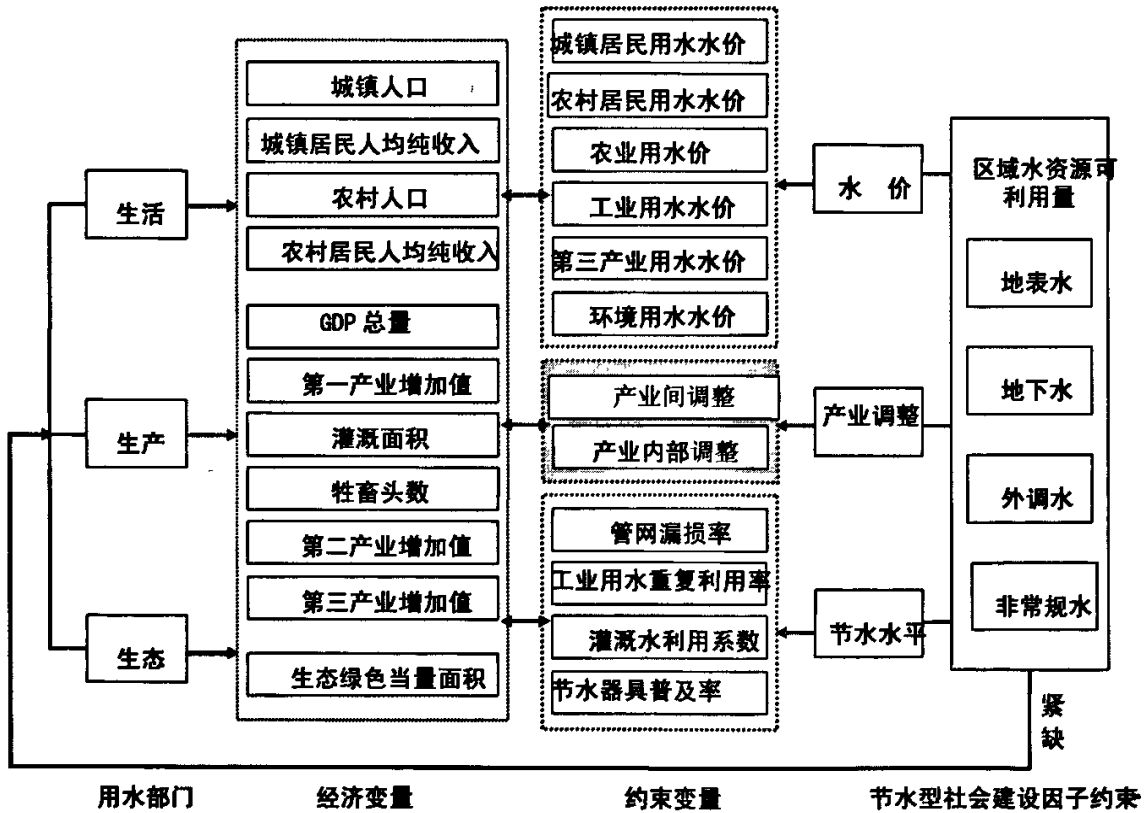 生活
生产
生态
城镇人口
城镇居民人均纯收入
农村人口
农村居民人均纯收入
GDP 总量
第一产业增加值
灌溉面积
牲畜头数
第二产业增加值
第三产业增加值
生态绿色当量面积
城镇居民用水水价
农村居民用水水价
农业用水价
工业用水水价
第三产业用水水价
环境用水水价
产业间调整
产业内部调整
管网漏损率
工业用水重复利用率
灌溉水利用系数
节水器具普及率
水 价
产业调整
节水水平
区域水资源可
利用量
地表水
地下水
外调水
非常规水
紧
缺
用水部门
经济变量
约束变量
节水型社会建设因子约束